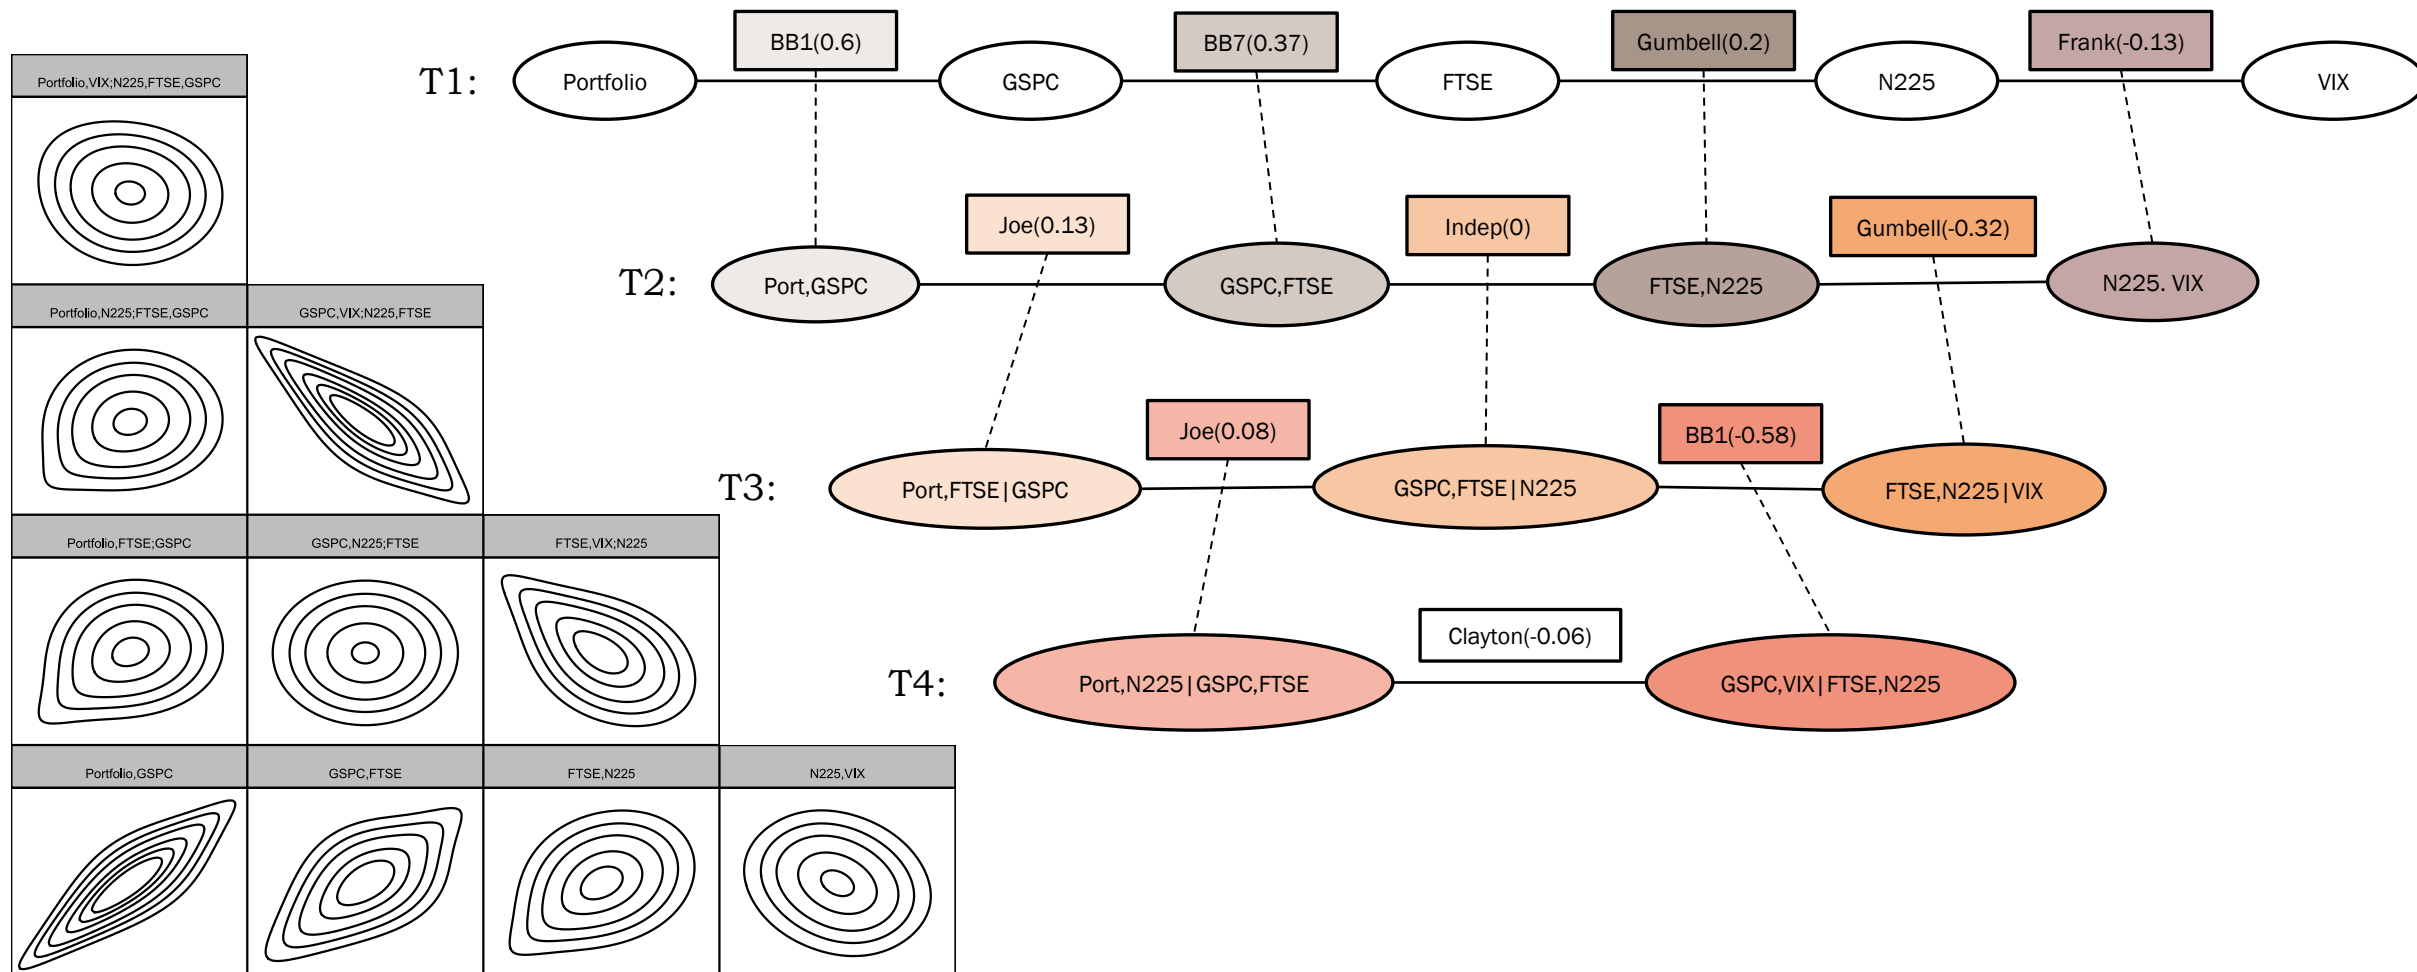 Portfolio,VIX;N225,FTSE,GSPC
Portfolio,N225;FTSE,GSPC
GSPC,VIX;N225,FTSE
Portfolio,FTSE;GSPC
GSPC,N225;FTSE
FTSE,VIX;N225
Portfolio,GSPC
GSPC,FTSE
FTSE,N225
N225,VIX
BB1(0.6)
BB7(0.37)
Gumbell(0.2)
Frank(-0.13)
T1:
Portfolio
GSPC
FTSE
N225
VIX
Joe(0.13)
Indep(0)
Gumbell(-0.32)
T2:
Port,GSPC
GSPC,FTSE
FTSE,N225
N225. VIX
Joe(0.08)
BB1(-0.58)
T3:
Port,FTSE|GSPC
GSPC,FTSE|N225
FTSE,N225|VIX
Clayton(-0.06)
T4:
Port,N225|GSPC,FTSE
GSPC,VIX|FTSE,N225